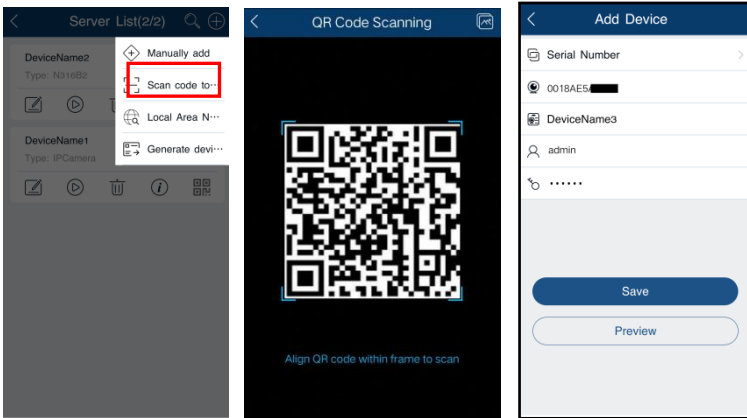 Server List(2/2)
DeviceName2
Type: N316B2
Manually add
Scan code to···
Local Area N···
Generate devi···
DeviceName1
Type: IPCamera
QR Code Scanning
Align QR code within frame to scan
Add Device
Serial Number
0018AE5
DeviceName3
admin
······
Save
Preview